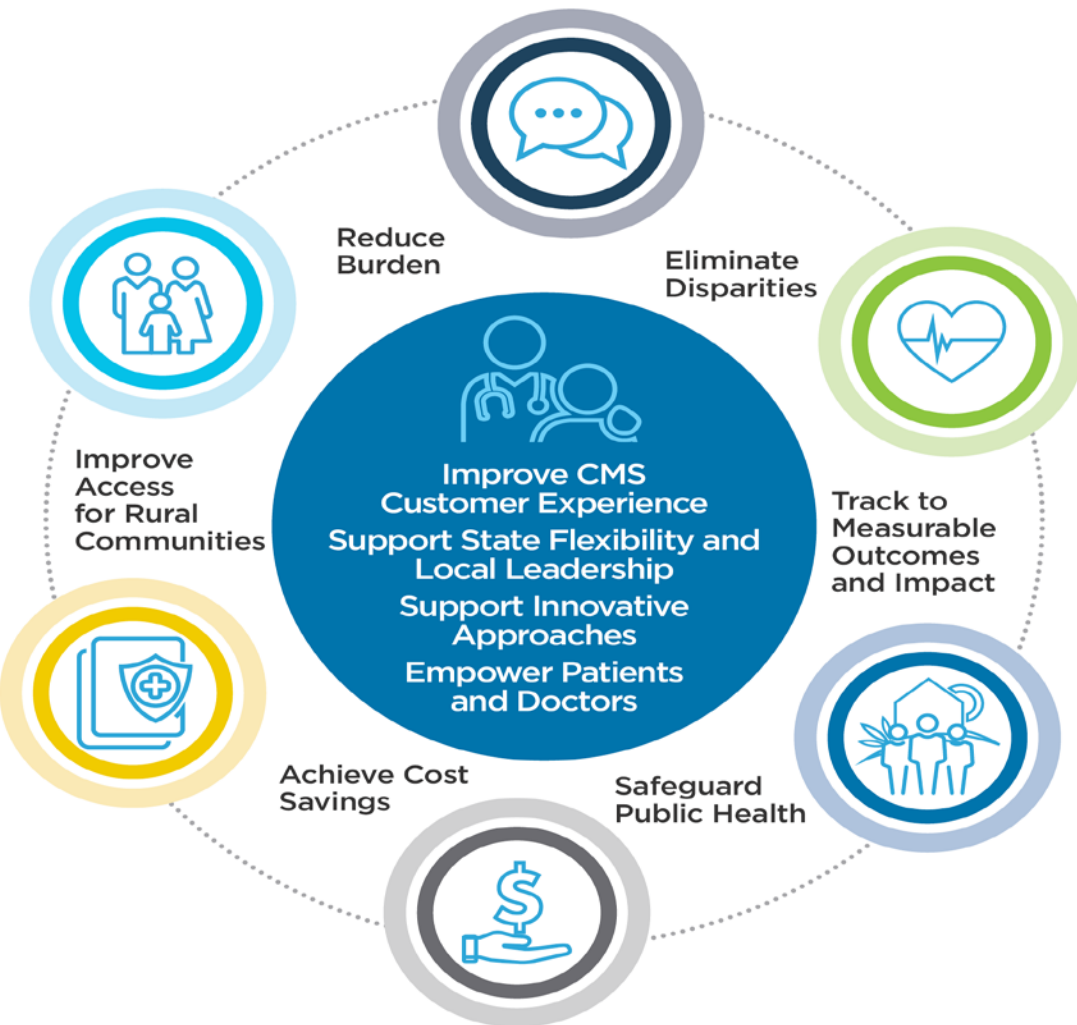 Reduce
Burden
Eliminate
Disparities
Improve
Access
for Rural
Communities
Improve CMS
Customer Experience
Support State Flexibility and
Local Leadership
Support Innovative
Approaches
Empower Patients
and Doctors
Track to
Measurable
Outcomes
and Impact
Achieve Cost
Savings
Safeguard
Public Health
$